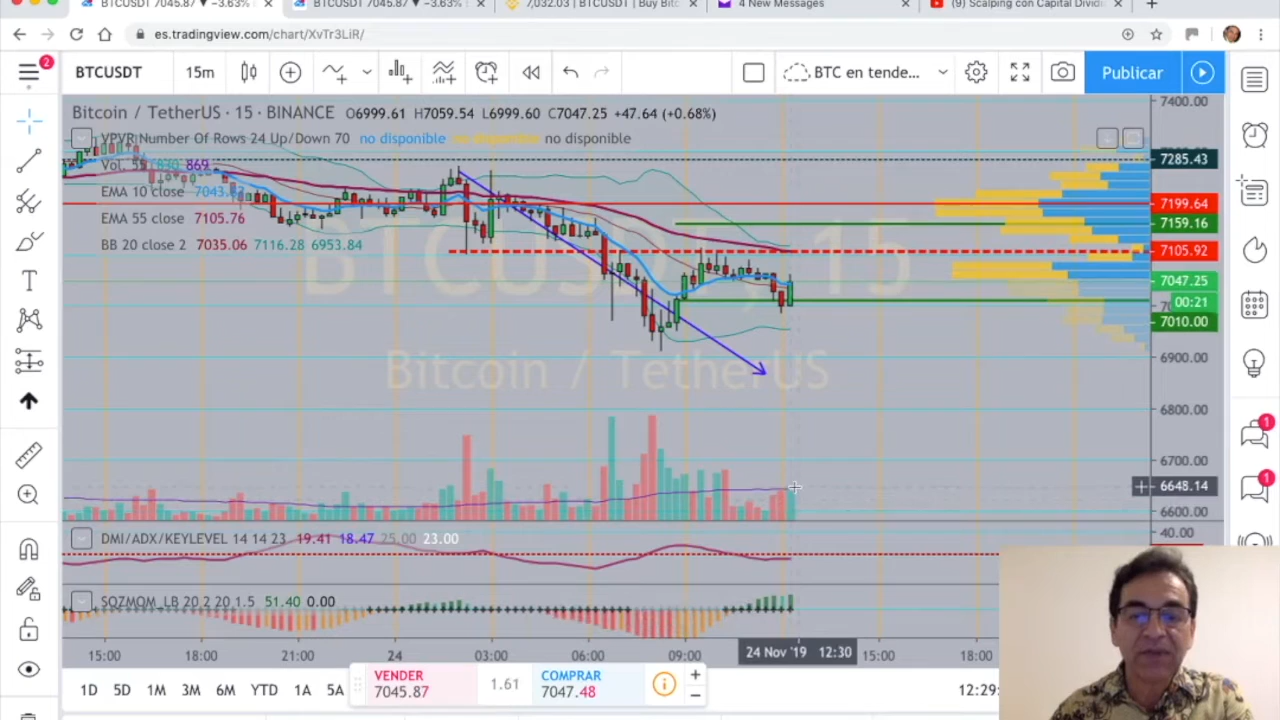 BTCUSDT 7045.87 ▼ −3.63%
BTCUSDT 7045.87 ▼ −3.63%
7,032.03 | BTCUSDT | Buy Bitc
4 New Messages
(9) Scalping con Capital Divid
es.tradingview.com/chart/XvTr3LiR/
2
BTCUSDT
15m
BTC en tende...
Publicar
Bitcoin / TetherUS · 15 · BINANCE O6999.61 H7059.54 L6999.60 C7047.25 +47.64 (+0.68%)
VPVR Number Of Rows 24 Up/Down 70 no disponible no disponible no disponible
869
EMA 10 close
EMA 55 close 7105.76
BB 20 close 2 7035.06 7116.28 6953.84
BTCUSDT, 15
Bitcoin / TetherUS
7400.00
7285.43
7199.64
7159.16
7105.92
7047.25
00:21
7010.00
6900.00
6800.00
6700.00
6648.14
6600.00
40.00
1
1
DMI/ADX/KEYLEVEL 14 14 23 19.41 18.47 25.00 23.00
SQZMOM_LB 20 2 20 1.5 51.40 0.00
15:00
18:00
21:00
24
03:00
06:00
09:00
24 Nov '19 12:30
15:00
18:00
1D 5D 1M 3M 6M YTD 1A 5A
VENDER
7045.87
1.61
COMPRAR
7047.48
12:29